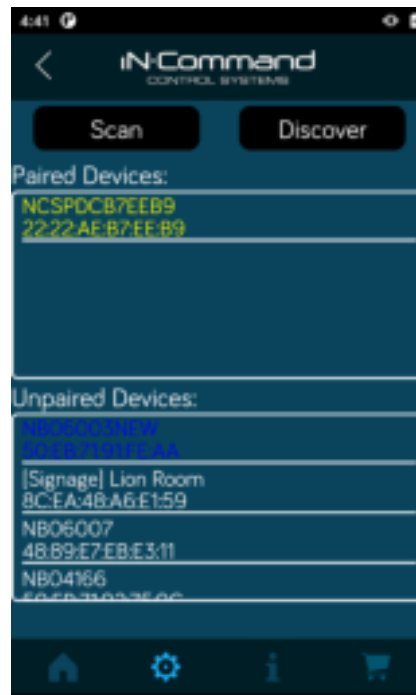 4:41
iN·Command
CONTROL SYSTEMS
Scan
Discover
Paired Devices:
NCSPDCB7EEB9
22:22:AE:B7:EE:B9
Unpaired Devices:
NB06003NEW
50:EB:71:91:FE:AA
[Signage] Lion Room
8C:EA:48:A6:E1:59
NB06007
48:89:E7:EB:E3:11
NB04166